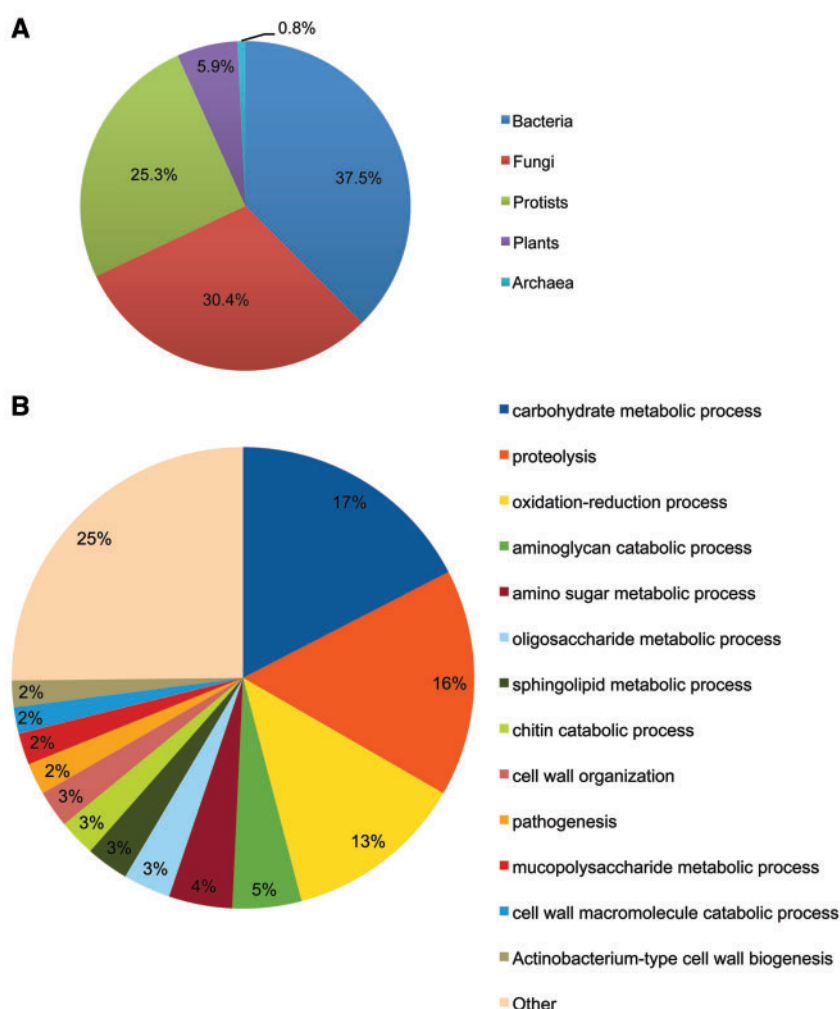 A
0.8%
5.9%
25.3%
37.5%
30.4%
Bacteria
Fungi
Protists
Plants
Archaea
B
17%
25%
16%
2%
2%
2%
2%
3%
3%
3%
3%
4%
5%
13%
carbohydrate metabolic process
proteolysis
oxidation-reduction process
aminoglycan catabolic process
amino sugar metabolic process
oligosaccharide metabolic process
sphingolipid metabolic process
chitin catabolic process
cell wall organization
pathogenesis
mucopolysaccharide metabolic process
cell wall macromolecule catabolic process
Actinobacterium-type cell wall biogenesis
Other